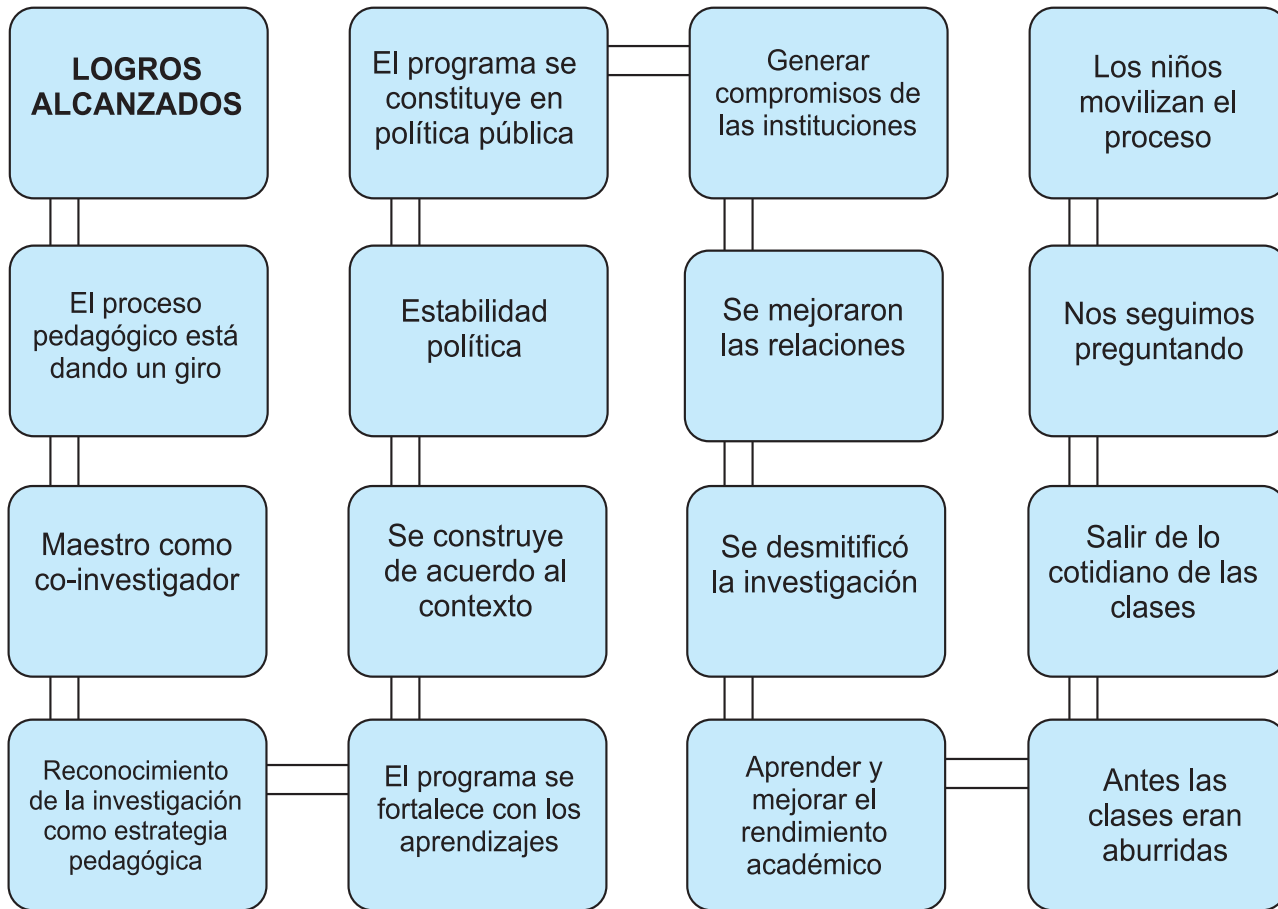 LOGROS
ALCANZADOS
El proceso
pedagógico está
dando un giro
Maestro como
co-investigador
Reconocimiento
de la investigación
como estrategia
pedagógica
El programa se
fortalece con los
aprendizajes
Se construye
de acuerdo al
contexto
Estabilidad
política
El programa se
constituye en
política pública
Generar
compromisos de
las instituciones
Se mejoraron
las relaciones
Se desmitificó
la investigación
Aprender y
mejorar el
rendimiento
académico
Antes las
clases eran
aburridas
Salir de lo
cotidiano de las
clases
Nos seguimos
preguntando
Los niños
movilizan el
proceso